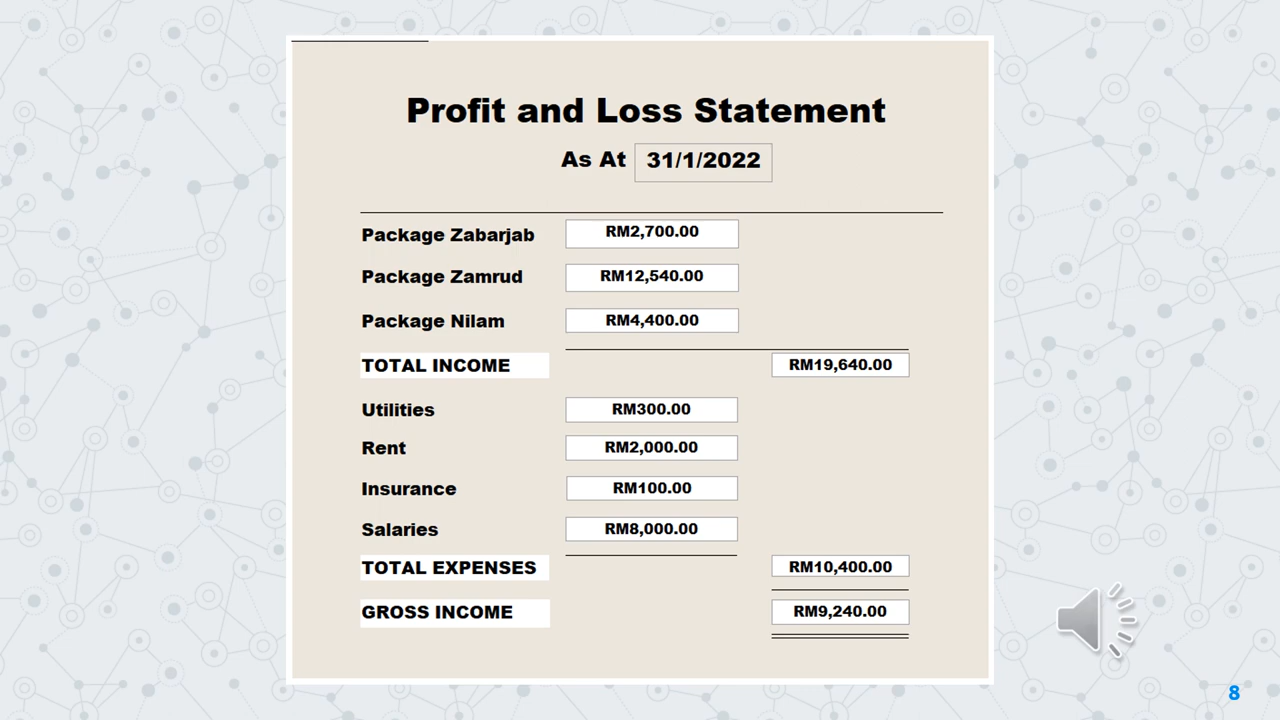 Profit and Loss Statement
As At 31/1/2022
Package Zabarjab RM2,700.00
Package Zamrud RM12,540.00
Package Nilam RM4,400.00
TOTAL INCOME RM19,640.00
Utilities RM300.00
Rent RM2,000.00
Insurance RM100.00
Salaries RM8,000.00
TOTAL EXPENSES RM10,400.00
GROSS INCOME RM9,240.00
8